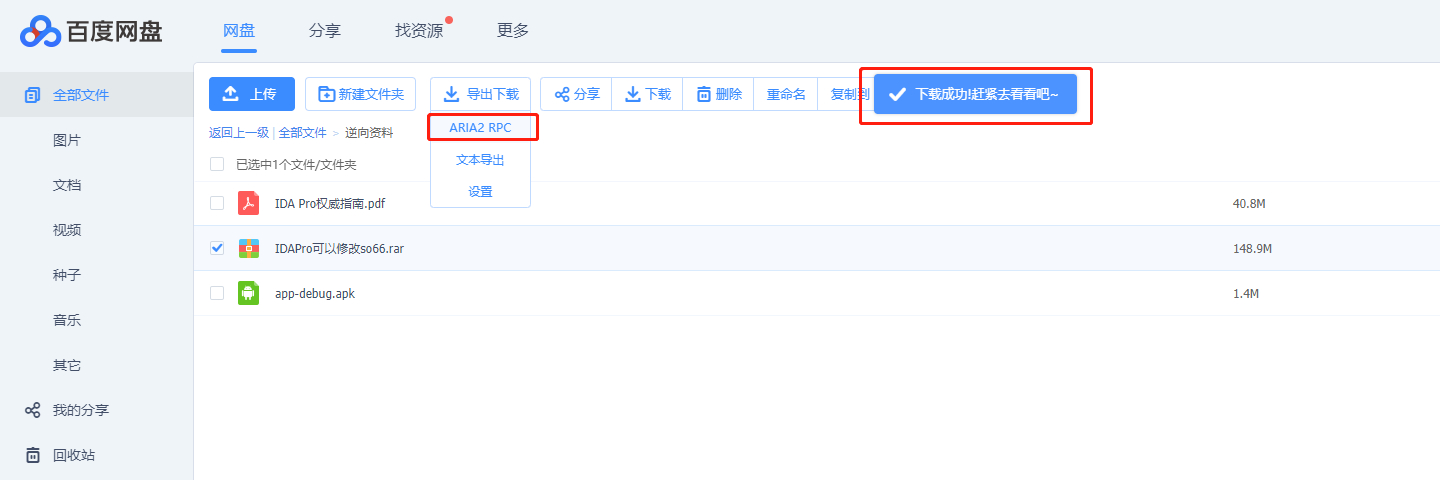 百度网盘 网盘 分享 找资源 更多
上传 新建文件夹 导出下载 分享 下载 删除 重命名 复制到 下载成功!赶紧去看看吧~
全部文件
ARIA2 RPC
返回上一级 | 全部文件 > 逆向资料
图片
文本导出
已选中1个文件/文件夹
文档
设置
IDA Pro权威指南.pdf 40.8M
视频
IDAPro可以修改so66.rar 148.9M
种子
app-debug.apk 1.4M
音乐
其它
我的分享
回收站